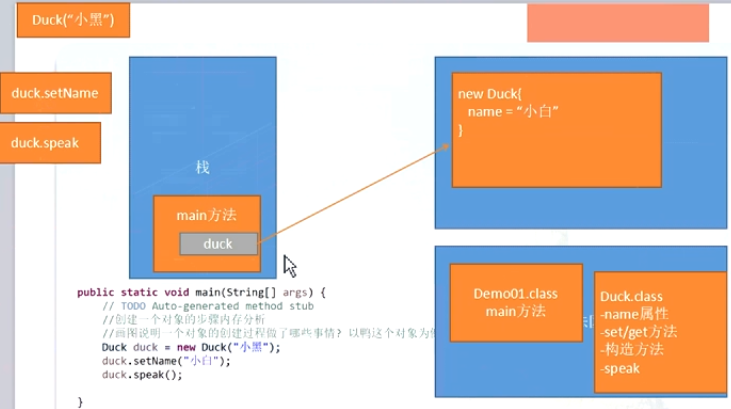 Duck(“小黑”)
duck.setName
duck.speak
栈
main方法
duck
new Duck{
name = “小白”
}
Demo01.class
main方法
Duck.class
-name属性
-set/get方法
-构造方法
-speak
public static void main(String[] args) {
// TODO Auto-generated method stub
//创建一个对象的步骤内存分析
//画图说明一个对象的创建过程做了哪些事情? 以鸭这个对象为
Duck duck = new Duck("小黑");
duck.setName("小白");
duck.speak();
}